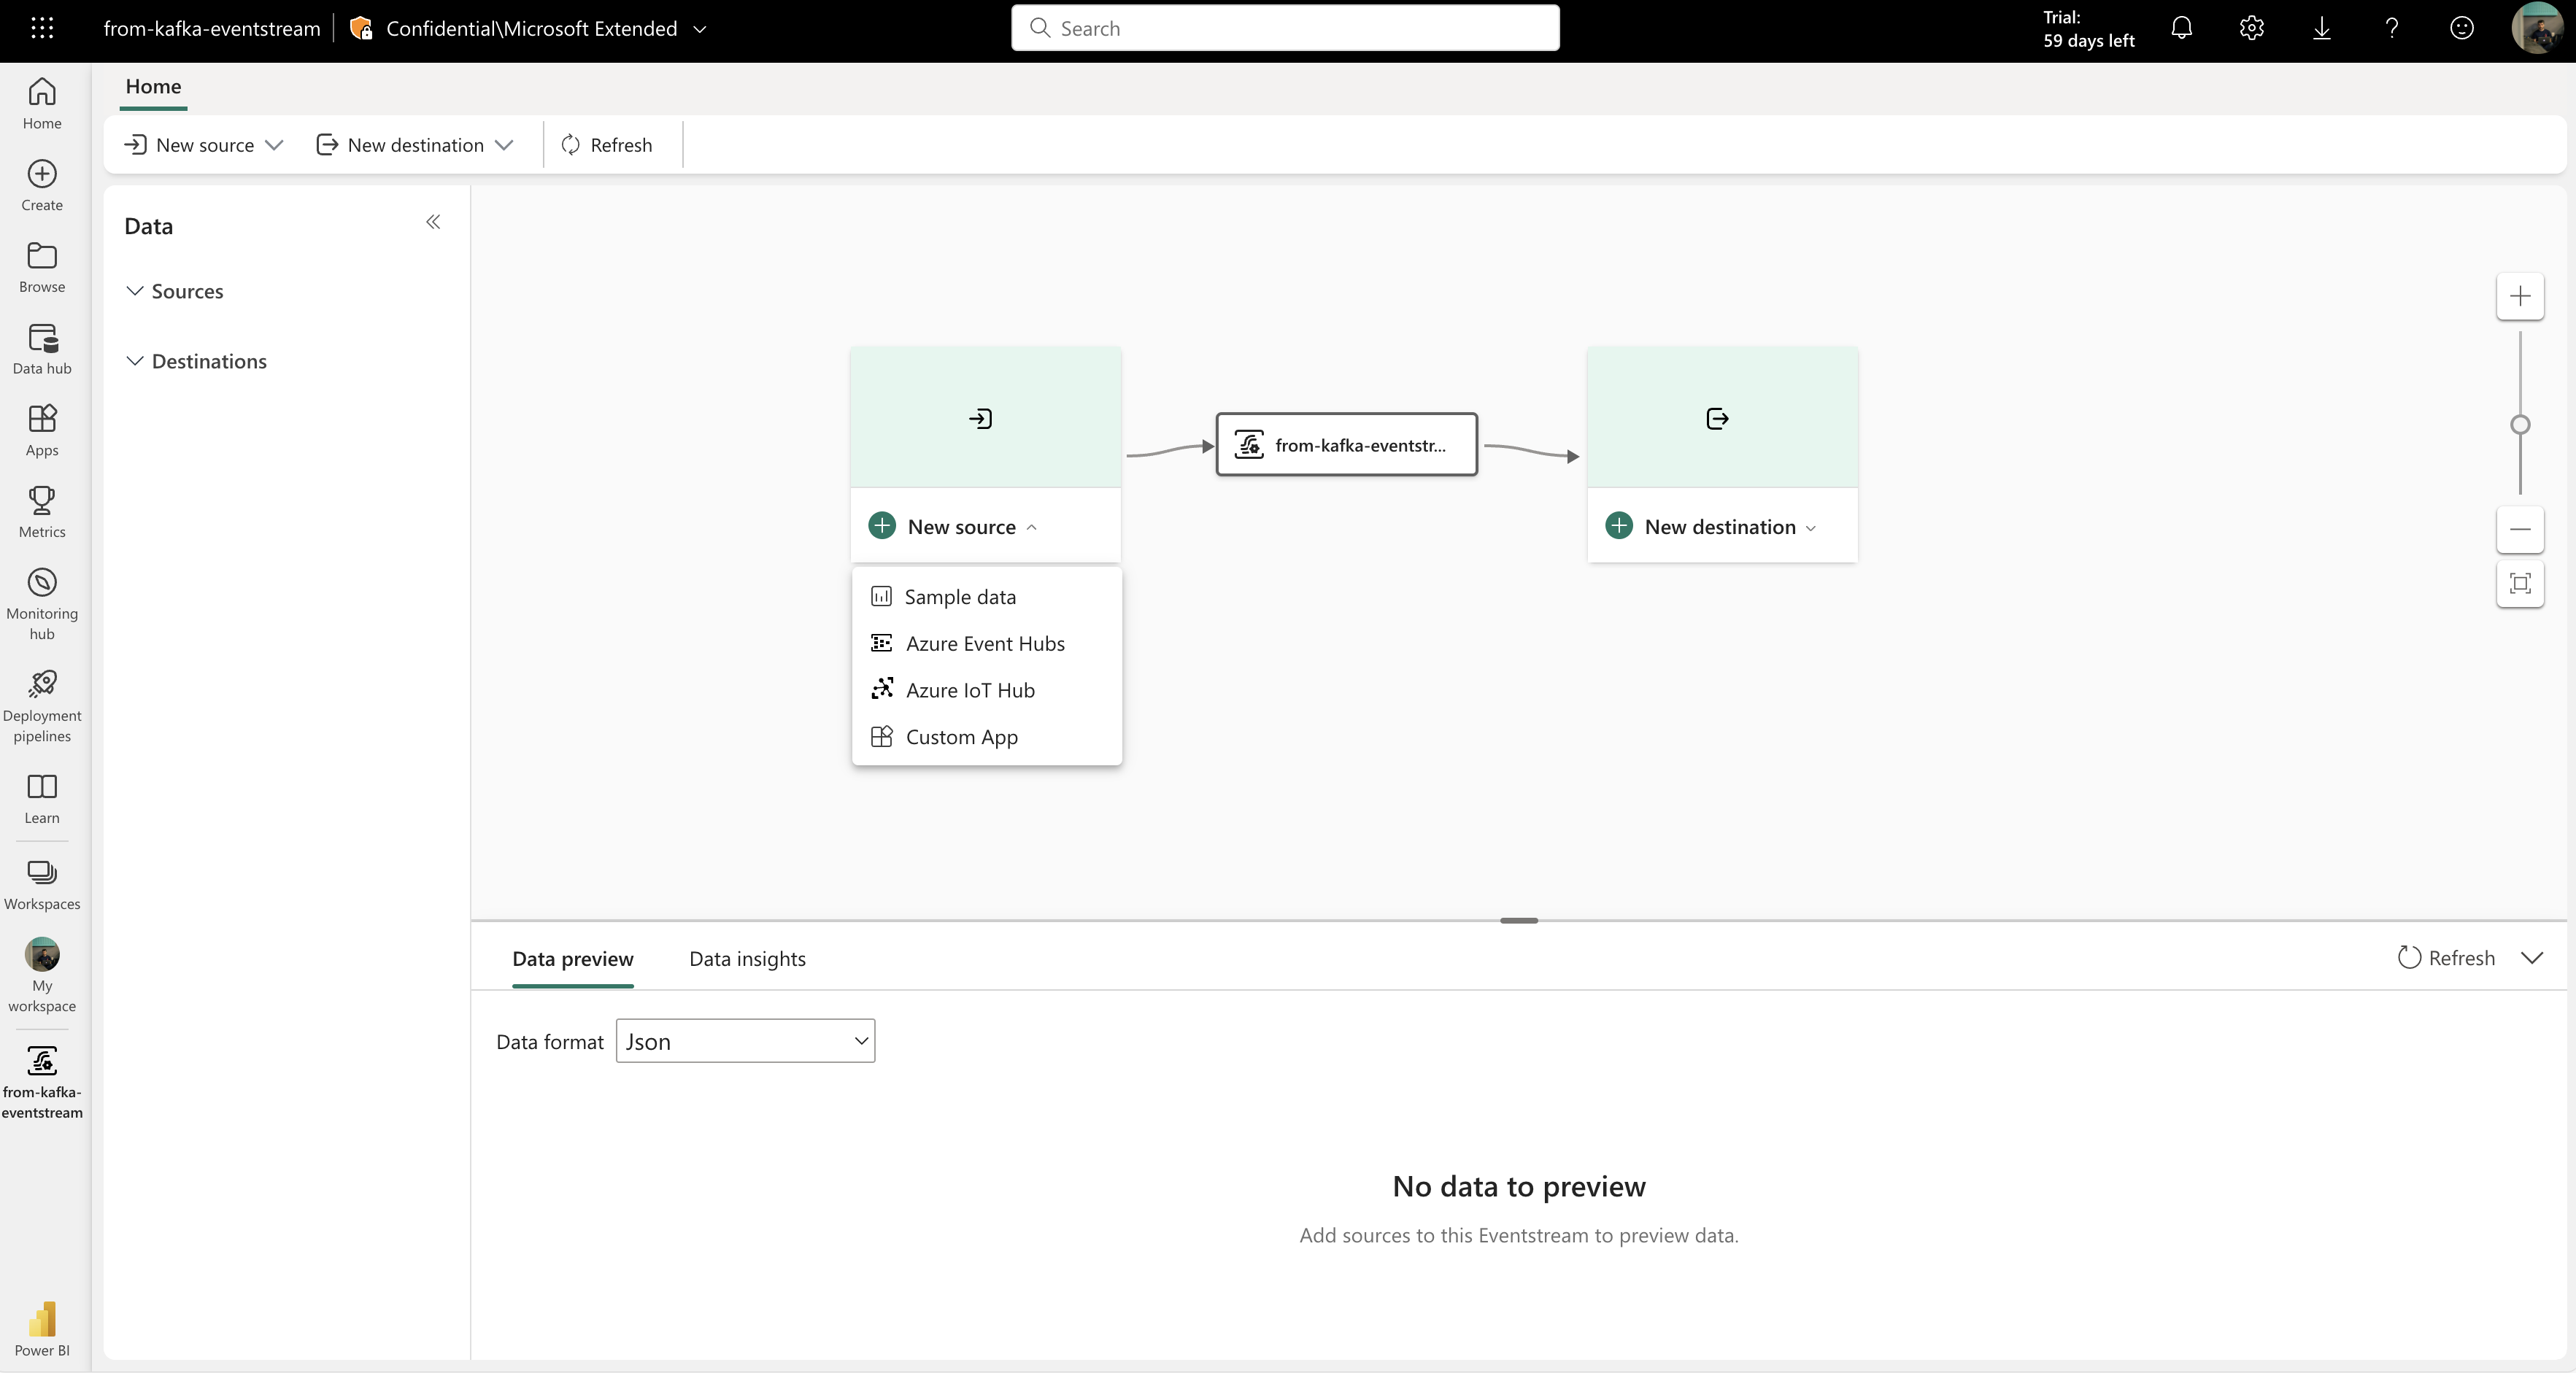 from-kafka-eventstream
Confidential\Microsoft Extended
Search
Trial:
59 days left
Home
Create
Browse
Data hub
Apps
Metrics
Monitoring
hub
Deployment
pipelines
Learn
Workspaces
My
workspace
from-kafka-
eventstream
Power BI
Home
New source
New destination
Refresh
Data
Sources
Destinations
from-kafka-eventstr...
New source
New destination
Sample data
Azure Event Hubs
Azure IoT Hub
Custom App
Data preview
Data insights
Refresh
Data format
Json
No data to preview
Add sources to this Eventstream to preview data.